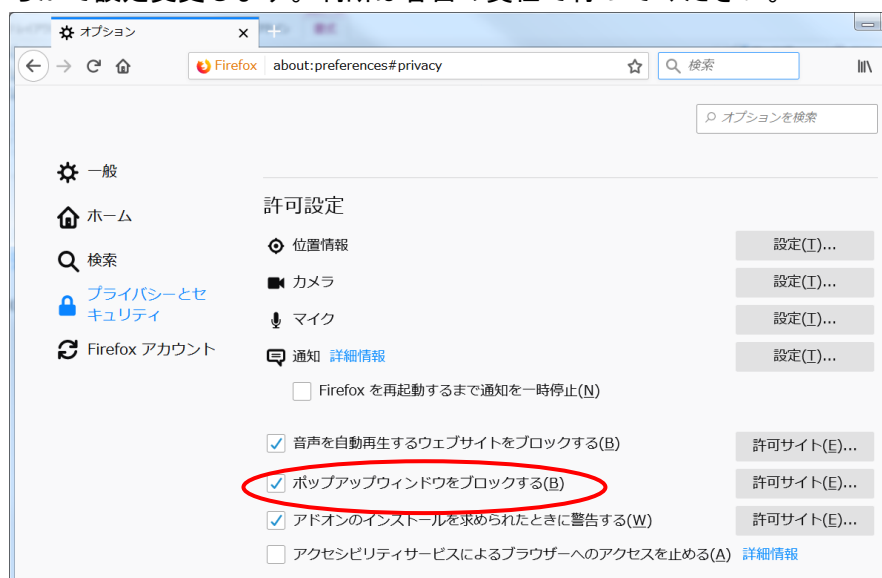 オプション
Firefox about:preferences#privacy 検索
オプションを検索
一般
ホーム
検索
プライバシーとセ
キュリティ
Firefox アカウント
許可設定
位置情報 設定(T)...
カメラ 設定(T)...
マイク 設定(T)...
通知 詳細情報 設定(T)...
Firefox を再起動するまで通知を一時停止(N)
音声を自動再生するウェブサイトをブロックする(B) 許可サイト(E)...
ポップアップウィンドウをブロックする(B) 許可サイト(E)...
アドオンのインストールを求められたときに警告する(W) 許可サイト(E)...
アクセシビリティサービスによるブラウザーへのアクセスを止める(A) 詳細情報